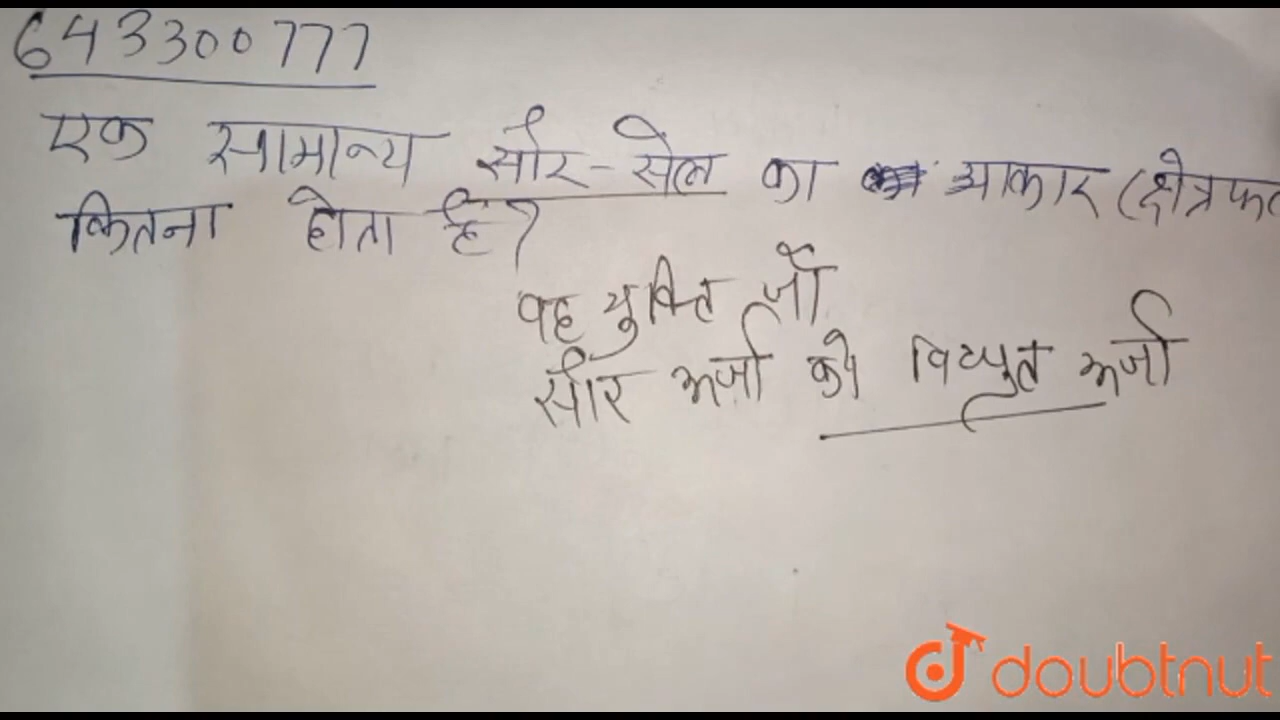 643300777
एक सामान्य सौर-सेल का आकार (क्षेत्रफल
कितना होता है?
वह युक्ति जो
सौर ऊर्जा को विद्युत ऊर्जा
doubtnut